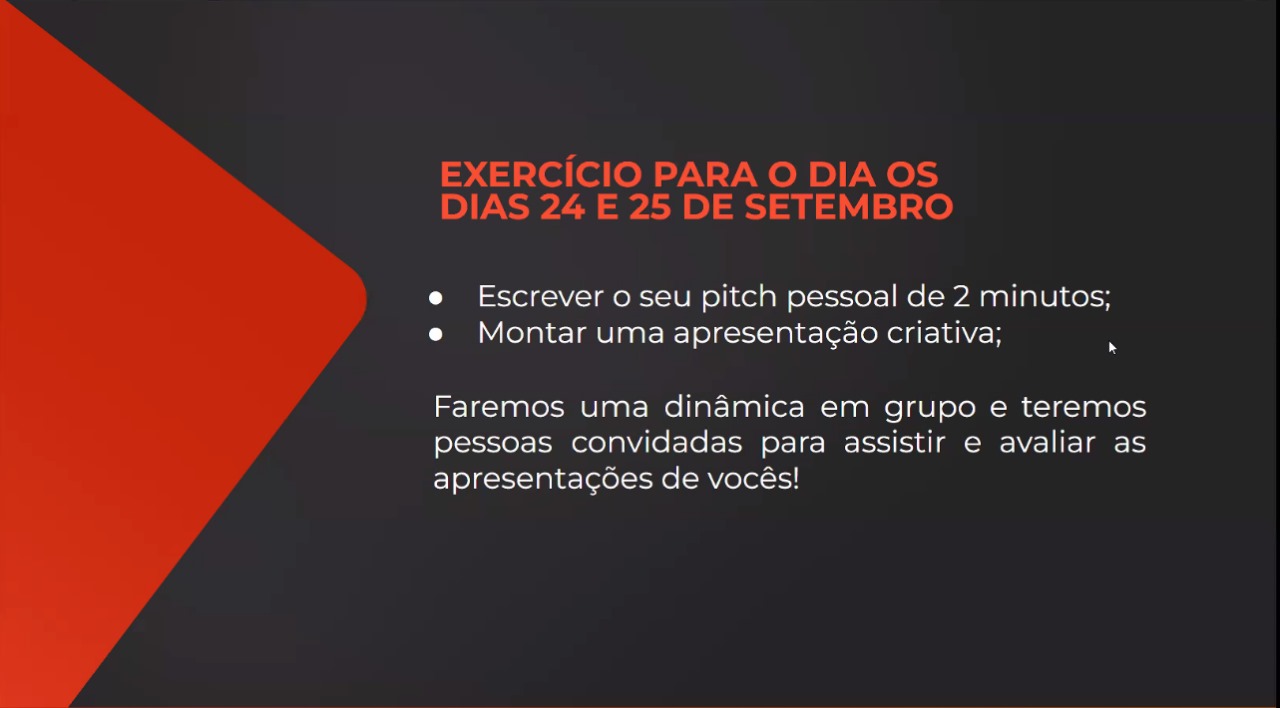 EXERCÍCIO PARA O DIA OS
DIAS 24 E 25 DE SETEMBRO
● Escrever o seu pitch pessoal de 2 minutos;
● Montar uma apresentação criativa;
Faremos uma dinâmica em grupo e teremos
pessoas convidadas para assistir e avaliar as
apresentações de vocês!